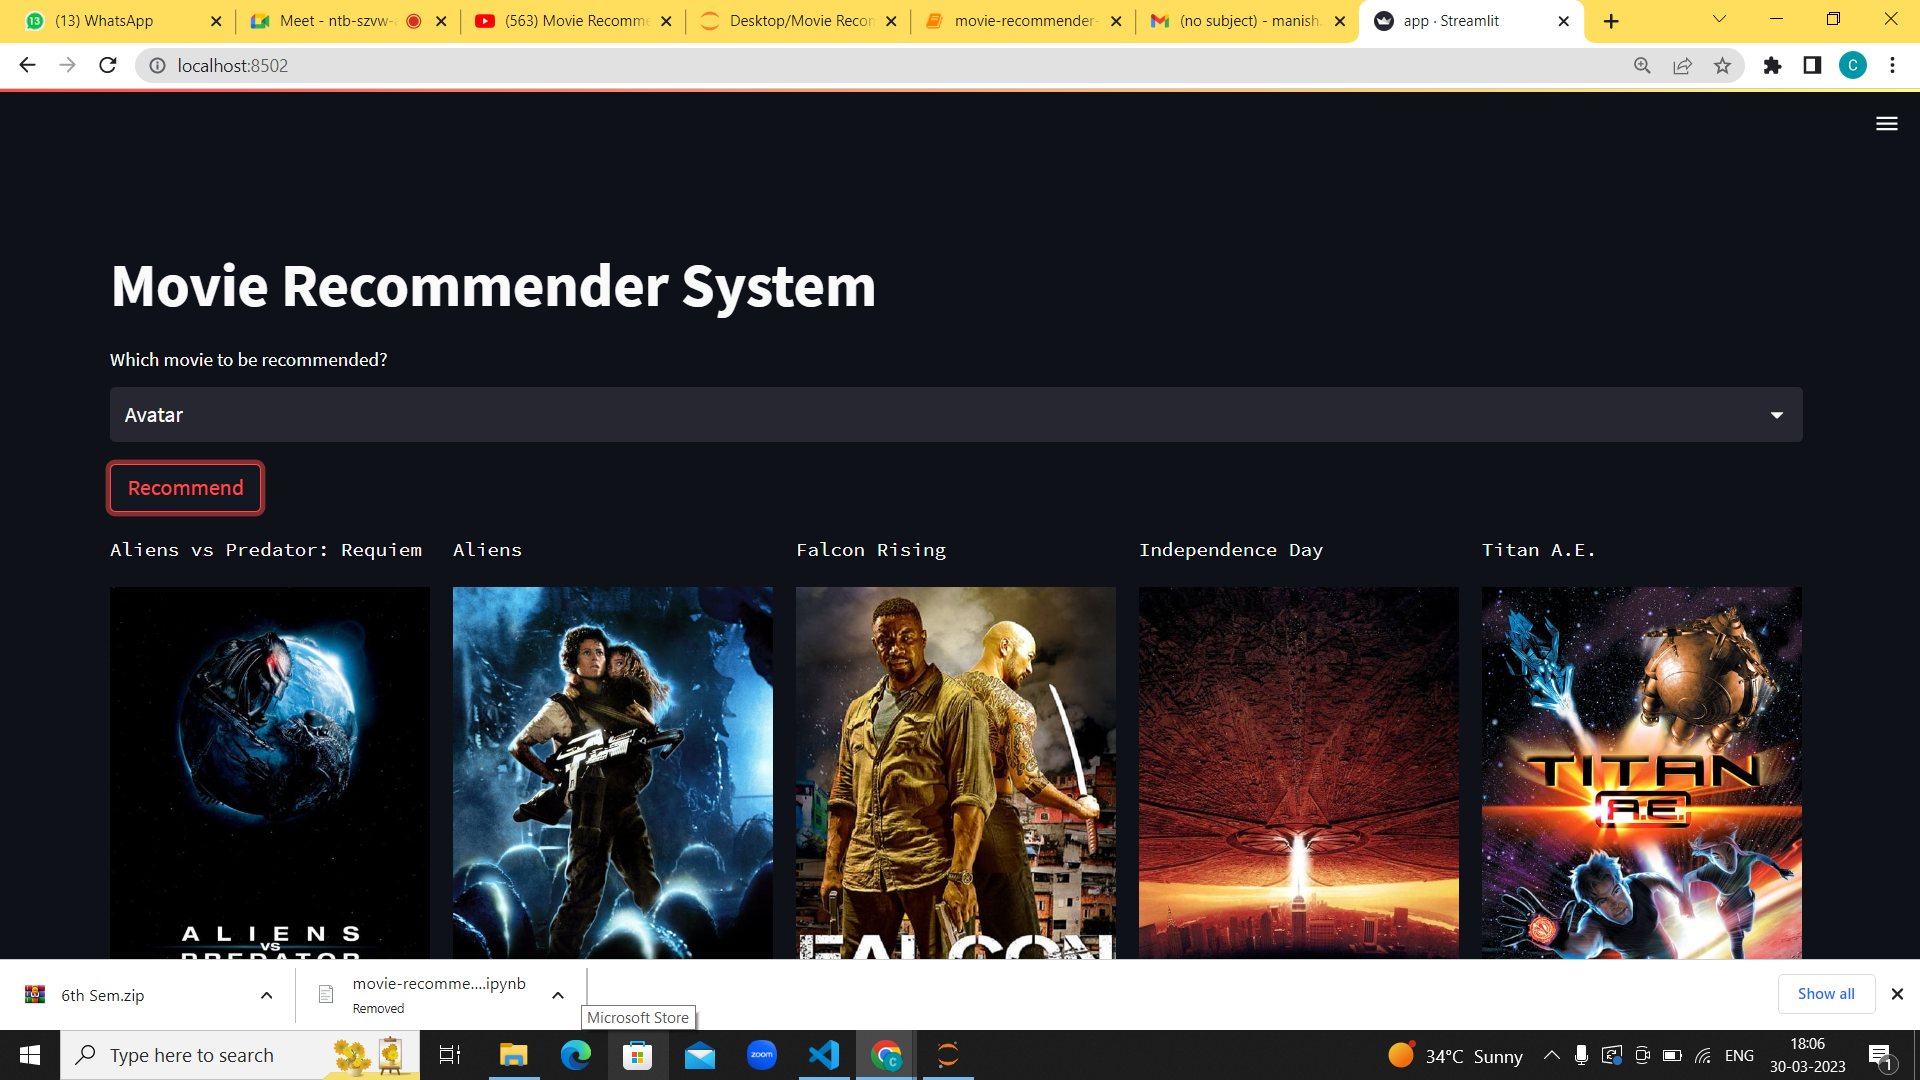 (13) WhatsApp
Meet - ntb-szvw-
(563) Movie Recomme
Desktop/Movie Recon
movie-recommender-
(no subject) - manish.
app · Streamlit
localhost:8502
C
Movie Recommender System
Which movie to be recommended?
Avatar
Recommend
Aliens vs Predator: Requiem
Aliens
Falcon Rising
Independence Day
Titan A.E.
ALIENS
VS
PREDATOR
FALCON
TITAN
A.E.
6th Sem.zip
movie-recomme....ipynb
Removed
Show all
Microsoft Store
Type here to search
zoom
C
34°C Sunny
ENG
18:06
30-03-2023
1